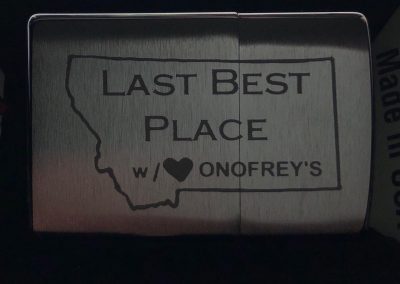 LAST BEST
PLACE
w/♥ ONOFREY'S
Made in